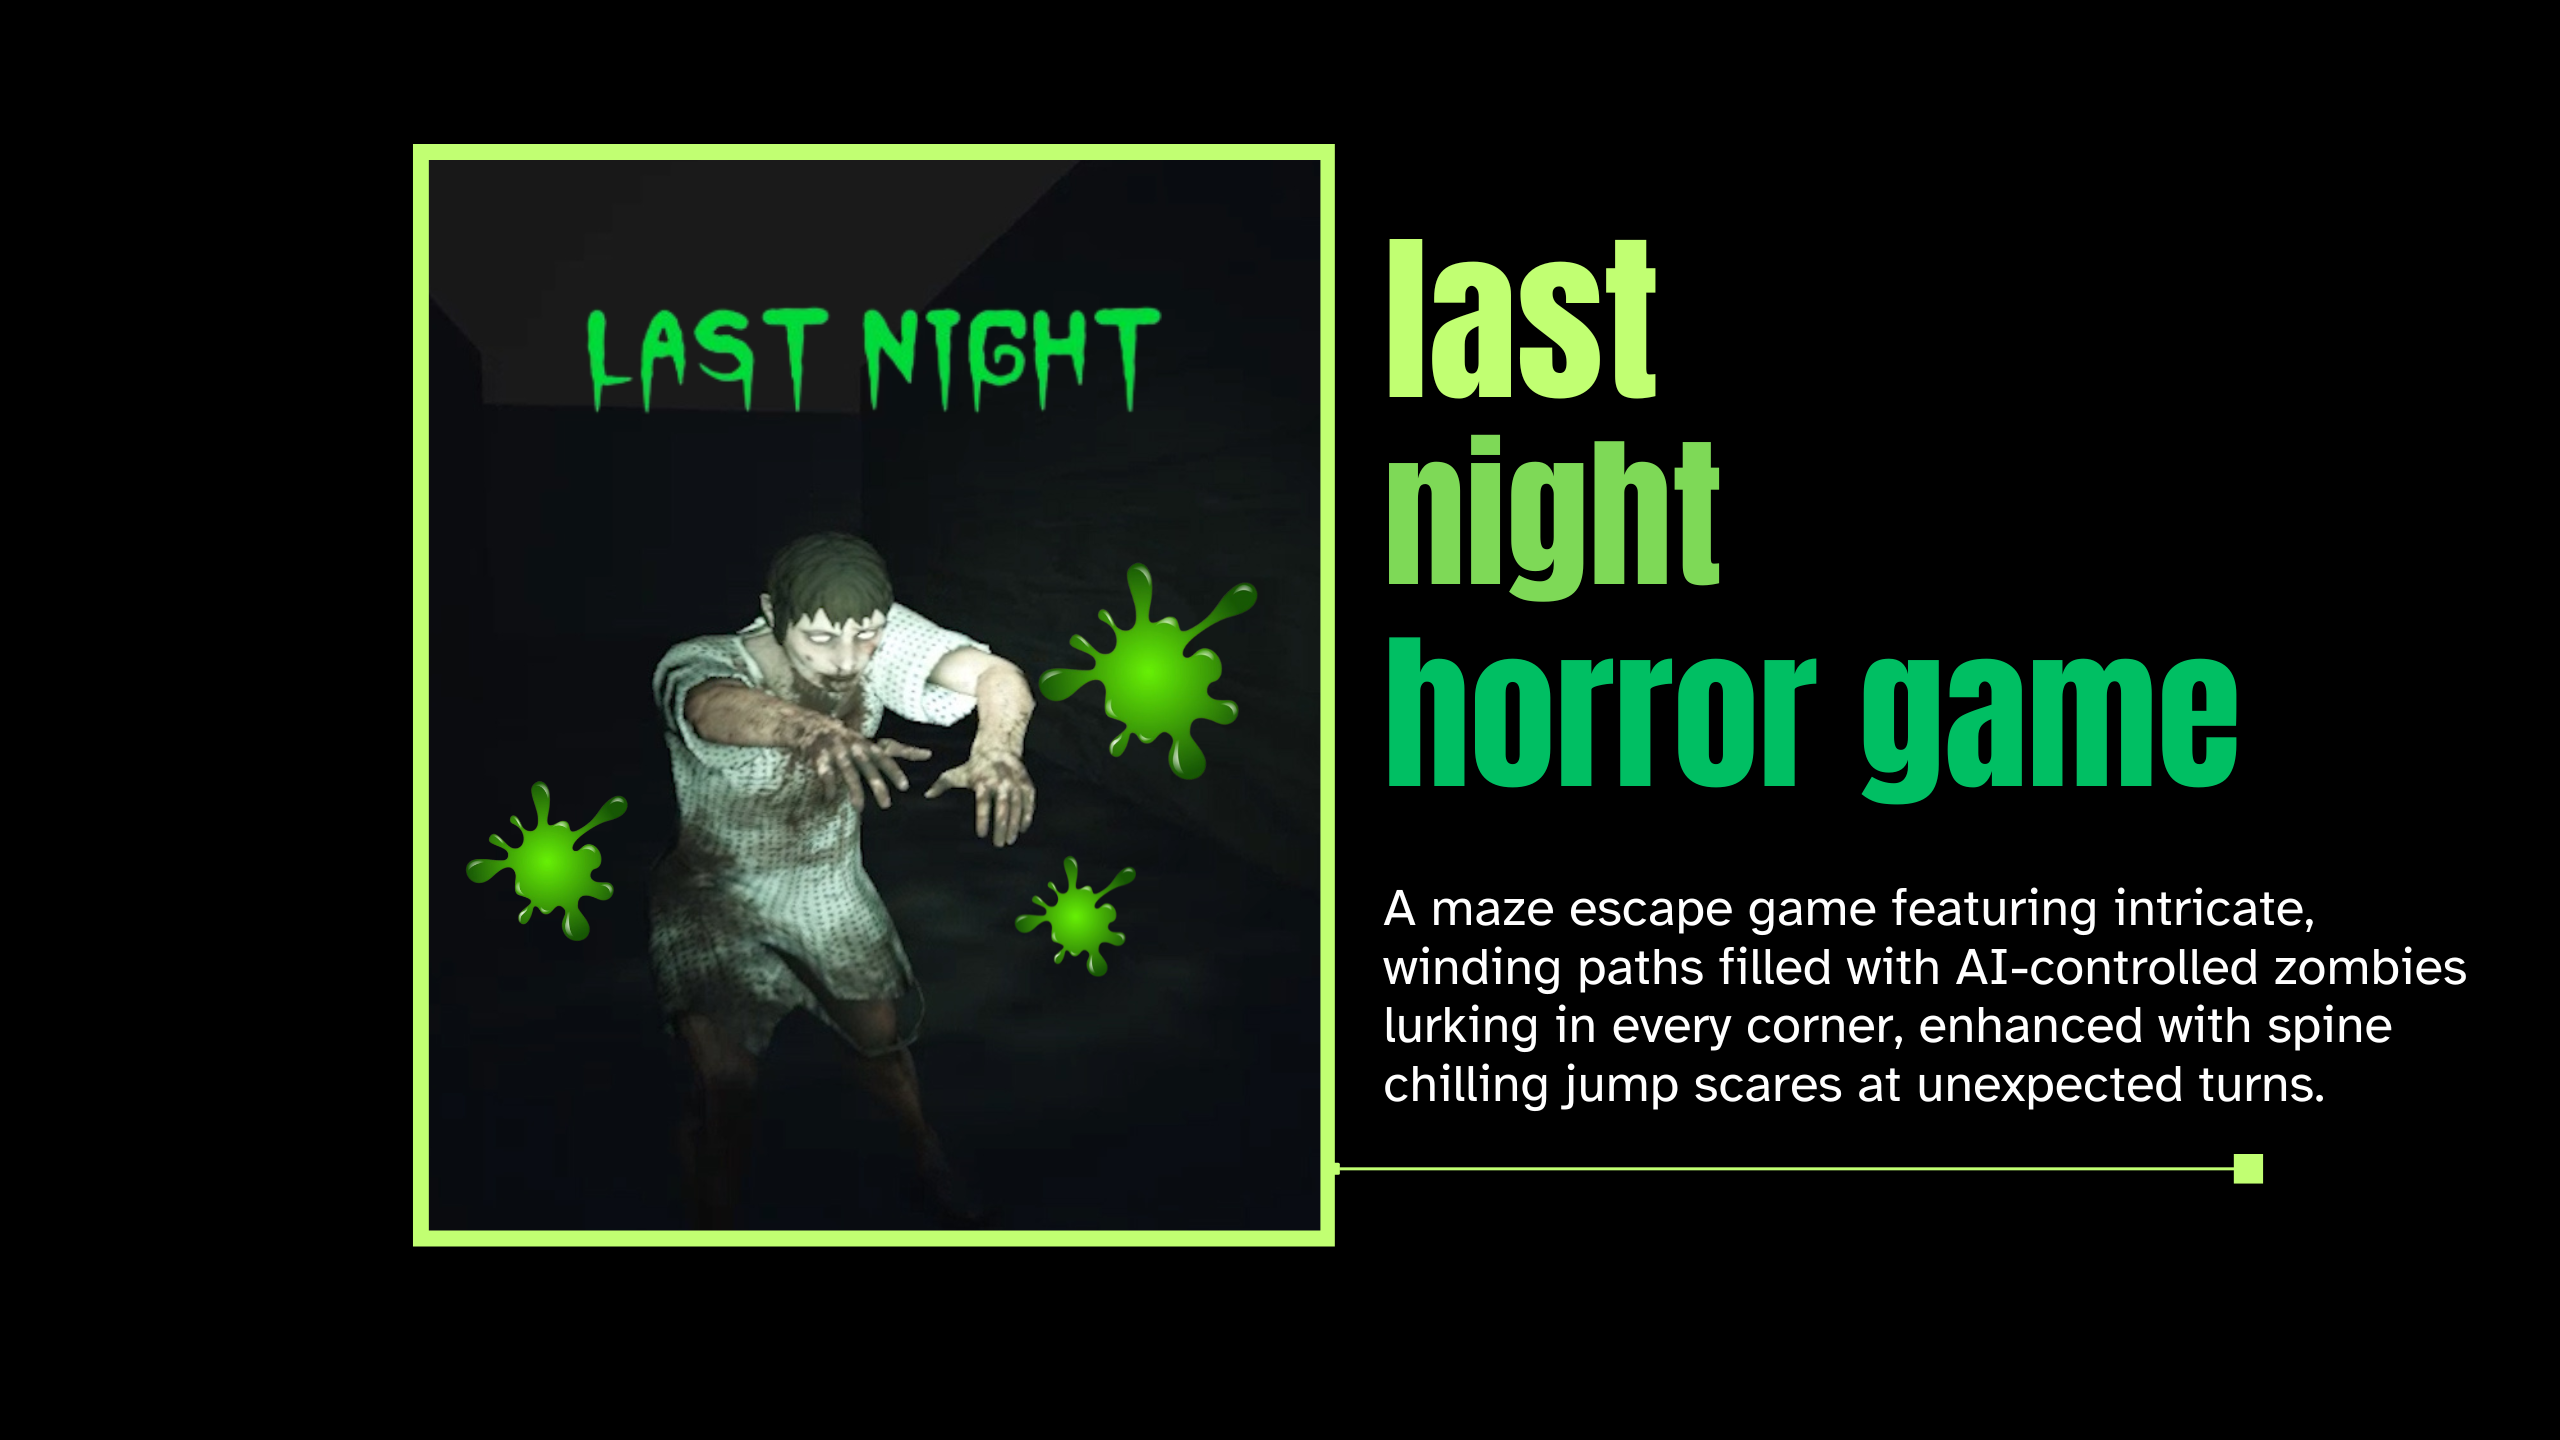 LAST NIGHT
last
night
horror game
A maze escape game featuring intricate,
winding paths filled with AI-controlled zombies
lurking in every corner, enhanced with spine
chilling jump scares at unexpected turns.